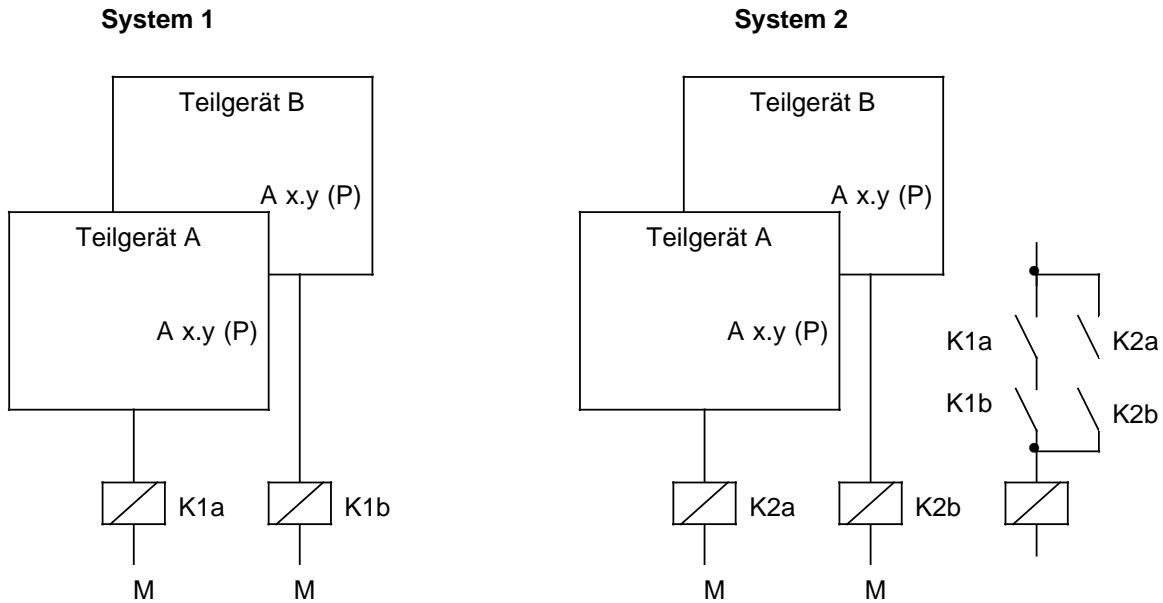 System 1
System 2
Teilgerät B
A x.y (P)
Teilgerät A
A x.y (P)
K1a
K1b
M
M
Teilgerät B
A x.y (P)
Teilgerät A
A x.y (P)
K2a
K2b
M
M
K1a
K2a
K1b
K2b